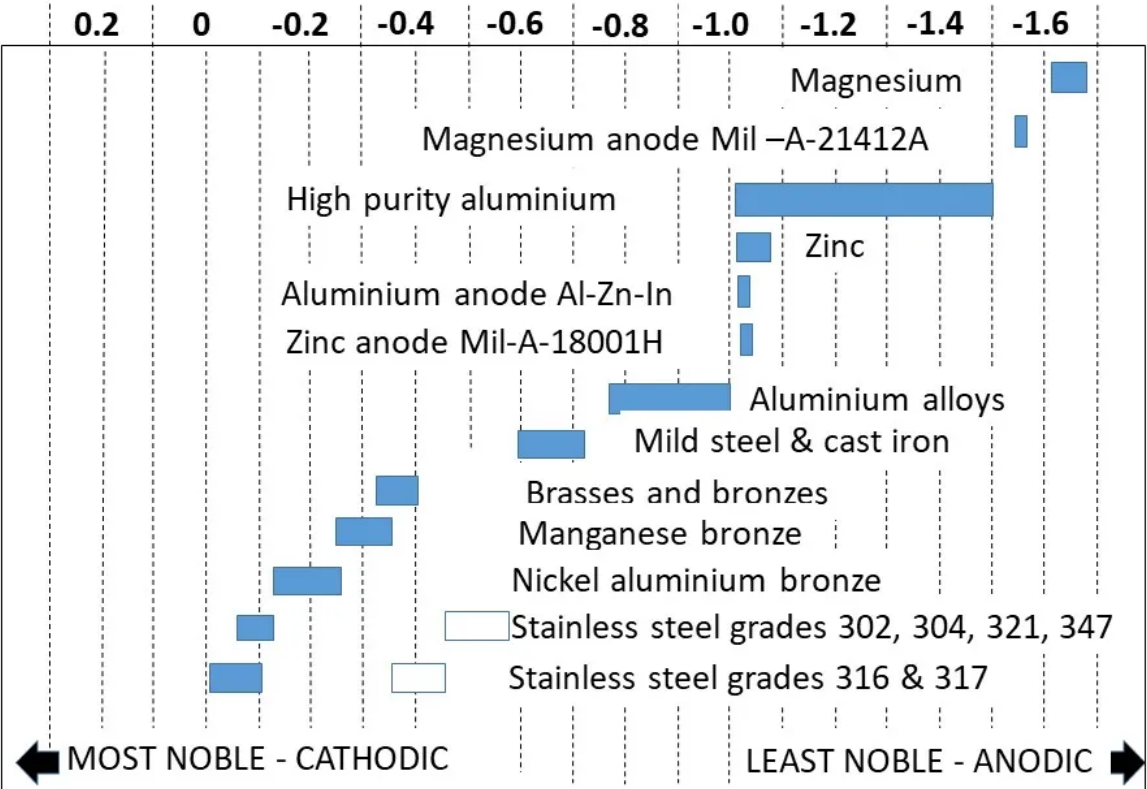 0.2 0 -0.2 -0.4 -0.6 -0.8 -1.0 -1.2 -1.4 -1.6
Magnesium
Magnesium anode Mil –A-21412A
High purity aluminium
Zinc
Aluminium anode Al-Zn-In
Zinc anode Mil-A-18001H
Aluminium alloys
Mild steel & cast iron
Brasses and bronzes
Manganese bronze
Nickel aluminium bronze
Stainless steel grades 302, 304, 321, 347
Stainless steel grades 316 & 317
MOST NOBLE - CATHODIC LEAST NOBLE - ANODIC